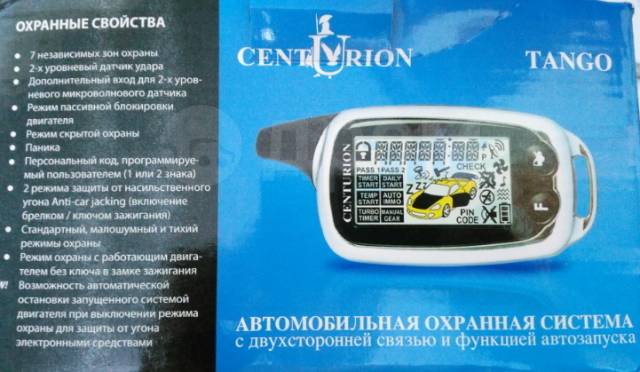 ОХРАННЫЕ СВОЙСТВА
7 независимых зон охраны
2-х уровневый датчик удара
Дополнительный вход для 2-х уров-
невого микроволнового датчика
Режим пассивной блокировки
двигателя
Режим скрытой охраны
Паника
Персональный код, программируе-
мый пользователем (1 или 2 знака)
2 режима защиты от насильственного
угона Anti-car jacking (включение
брелком / ключом зажигания)
Стандартный, малошумный и тихий
режимы охраны
Режим охраны с работающим двига-
телем без ключа в замке зажигания
Возможность автоматической
остановки запущенного системой
двигателя при выключении режима
охраны для защиты от угона
электронными средствами
CENTURION
TANGO
CENTURION
PASS 1 PASS 2
CHECK
TIMER START
DAILY START
TEMP START
AUTO IMMO
TURBO TIMER
MANUAL GEAR
PIN CODE
F
АВТОМОБИЛЬНАЯ ОХРАННАЯ СИСТЕМА
с двухсторонней связью и функцией автозапуска